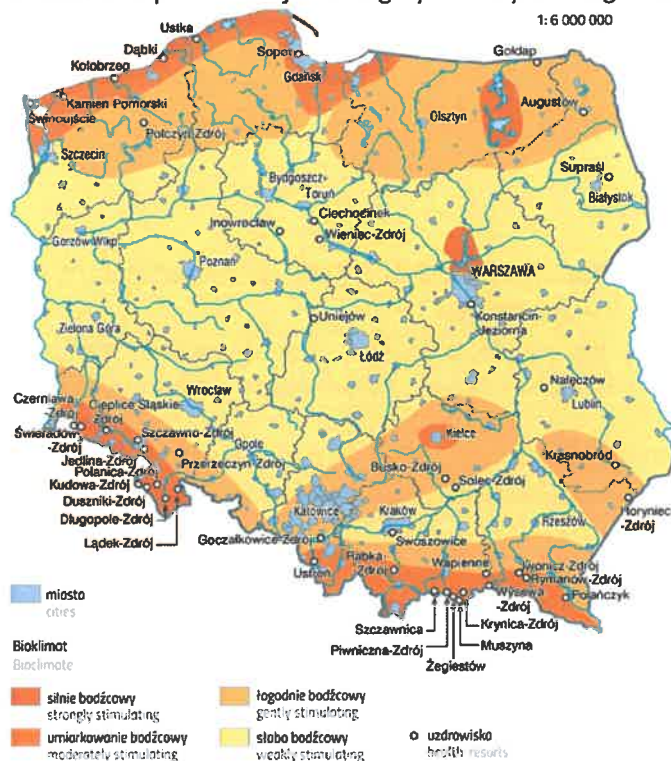 1: 6 000 000
Ustka
Dąbki
Sopot
Gołdap
Kołobrzeg
Gdańsk
Kamień Pomorski
Olsztyn
Augustów
Świnoujście
Połczyn-Zdrój
Szczecin
Supraśl
Bydgoszcz
Białystok
Toruń
Ciechocinek
Inowrocław
Wieniec-Zdrój
Gorzów Wlkp.
Poznań
WARSZAWA
Uniejów
Konstancin-
Jeziorna
Zielona Góra
Łódź
Nałęczów
Czerniawa
-Zdrój
Cieplice Śląskie
Zdrój
Wrocław
Lublin
Świeradów
-Zdrój
Szczawno-Zdrój
Opole
Kielce
Krasnobród
Jedlina-Zdrój
Polanica-Zdrój
Przerzeczyn-Zdrój
Busko-Zdrój
Solec-Zdrój
Kudowa-Zdrój
Duszniki-Zdrój
Katowice
Kraków
Rzeszów
Horyniec
-Zdrój
Długopole-Zdrój
Goczałkowice-Zdrój
Swoszowice
Lądek-Zdrój
Rabka
-Zdrój
Wapienne
Iwonicz-Zdrój
Rymanów-Zdrój
Ustroń
Wysowa
-Zdrój
Polańczyk
miasta
cities
Szczawnica
Krynica-Zdrój
Piwniczna-Zdrój
Muszyna
Żegiestów
Bioklimat
Bioclimate
silnie bodźcowy
strongly stimulating
łagodnie bodźcowy
gently stimulating
umiarkowanie bodźcowy
moderately stimulating
słabo bodźcowy
weakly stimulating
uzdrowiska
health resorts